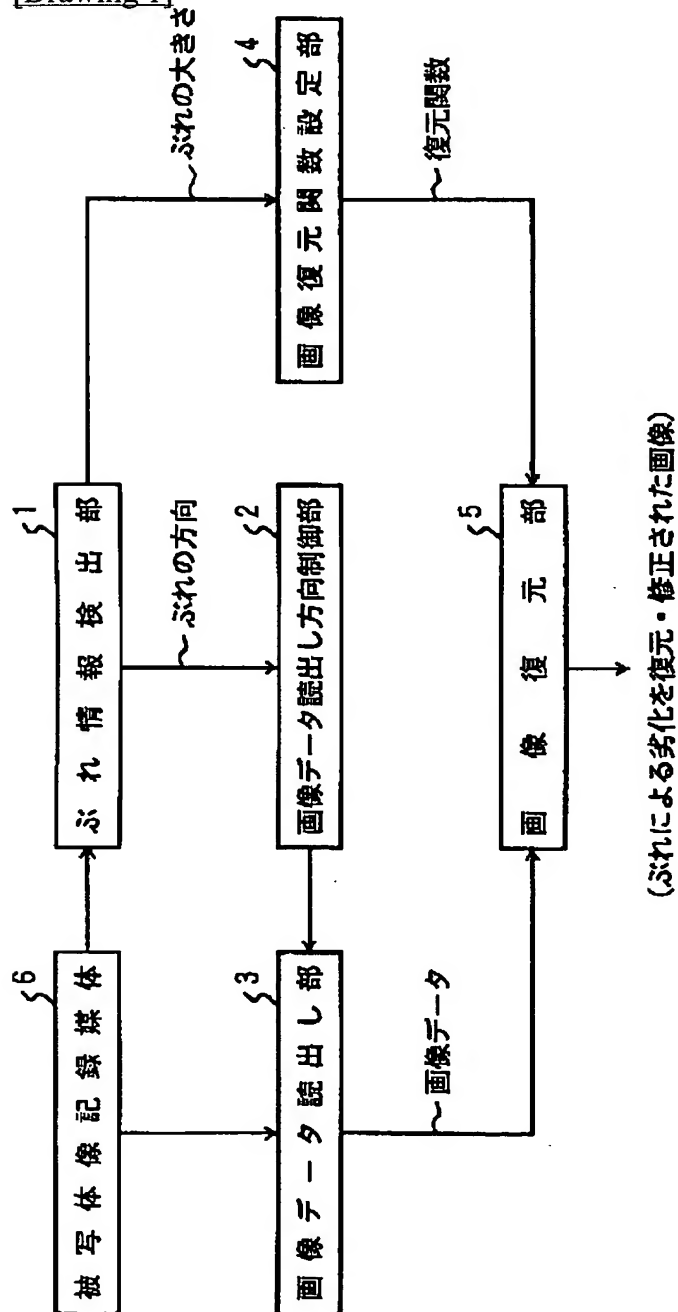 [Drawing 1]
被写体像記録媒体
6
ぶれ情報検出部
1
ぶれの大きさ
ぶれの方向
画像データ読出し部
3
画像データ読出し方向制御部
2
画像復元関数設定部
4
画像データ
復元関数
画像復元部
5
(ぶれによる劣化を復元・修正された画像)